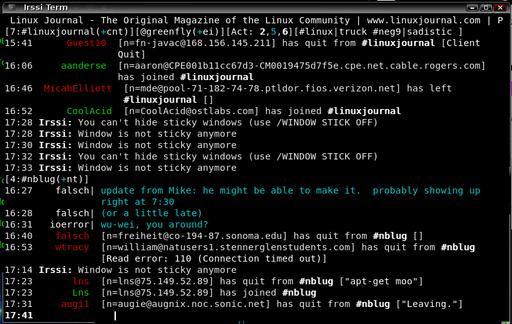 Irssi Term
Linux Journal - The Original Magazine of the Linux Community | www.linuxjournal.com | P
[7:#linuxjournal(+cnt)][@greenfly(+ei)][Act: 2,5,6][#linux|truck #neg9|sadistic ]
15:41 Guest10 [n=fn-javac@168.156.145.211] has quit from #linuxjournal [Client
Quit]
16:06 aanderse [n=aaron@CPE001b11cc67d3-CM0019475d7f5e.cpe.net.cable.rogers.com]
has joined #linuxjournal
16:46 MicahElliott [n=mde@pool-71-182-74-78.ptldor.fios.verizon.net] has left
#linuxjournal []
16:52 CoolAcid [n=CoolAcid@ostlabs.com] has joined #linuxjournal
17:28 Irssi: You can't hide sticky windows (use /WINDOW STICK OFF)
17:28 Irssi: Window is not sticky anymore
17:30 Irssi: Window is not sticky anymore
17:32 Irssi: You can't hide sticky windows (use /WINDOW STICK OFF)
17:33 Irssi: Window is not sticky anymore
[4:#nblug(+nt)]
16:27 falsch| update from Mike: he might be able to make it. probably showing up
right at 7:30
16:28 falsch| (or a little late)
16:31 ioerror| wu-wei, you around?
16:40 falsch [n=freiheit@co-194-87.sonoma.edu] has quit from #nblug []
16:53 wtracy [n=william@natusers1.stennerglenstudents.com] has quit from #nblug
[Read error: 110 (Connection timed out)]
17:14 Irssi: Window is not sticky anymore
17:23 lns [n=lns@75.149.52.89] has quit from #nblug ["apt-get moo"]
17:23 Lns [n=lns@75.149.52.89] has joined #nblug
17:31 augi1 [n=augie@augnix.noc.sonic.net] has quit from #nblug ["Leaving."]
17:41